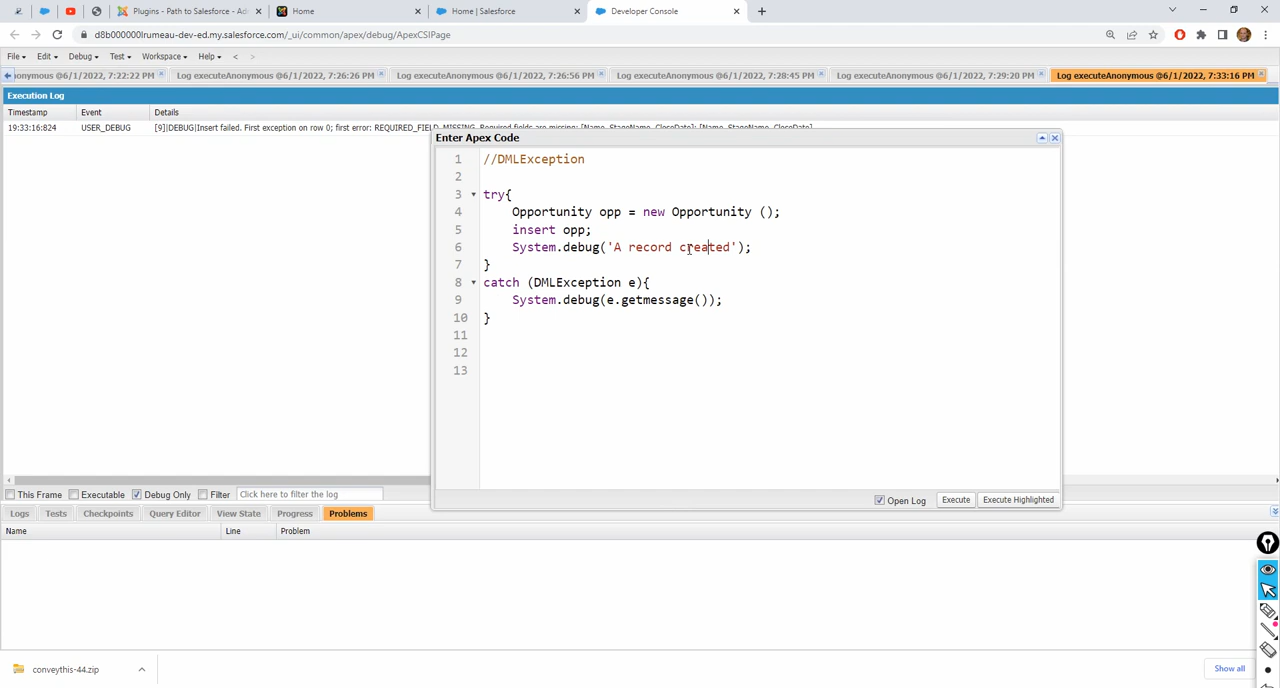 Plugins - Path to Salesforce - Ad
Home
Home | Salesforce
Developer Console
d8b000000lrumeau-dev-ed.my.salesforce.com/_ui/common/apex/debug/ApexCSIPage
File Edit Debug Test Workspace Help < >
onymous @6/1/2022, 7:22:22 PM Log executeAnonymous @6/1/2022, 7:26:26 PM Log executeAnonymous @6/1/2022, 7:26:56 PM Log executeAnonymous @6/1/2022, 7:28:45 PM Log executeAnonymous @6/1/2022, 7:29:20 PM Log executeAnonymous @6/1/2022, 7:33:16 PM
Execution Log
Timestamp Event Details
19:33:16:824 USER_DEBUG [9]|DEBUG|Insert failed. First exception on row 0; first error: REQUIRED_FIELD_MISSING, Required fields are missing: [Name, StageName, CloseDate]: [Name, StageName, CloseDate]
Enter Apex Code
1 //DMLException
2
3 try{
4 Opportunity opp = new Opportunity ();
5 insert opp;
6 System.debug('A record created');
7 }
8 catch (DMLException e){
9 System.debug(e.getmessage());
10 }
11
12
13
Open Log Execute Execute Highlighted
This Frame Executable Debug Only Filter Click here to filter the log
Logs Tests Checkpoints Query Editor View State Progress Problems
Name Line Problem
conveythis-44.zip
Show all